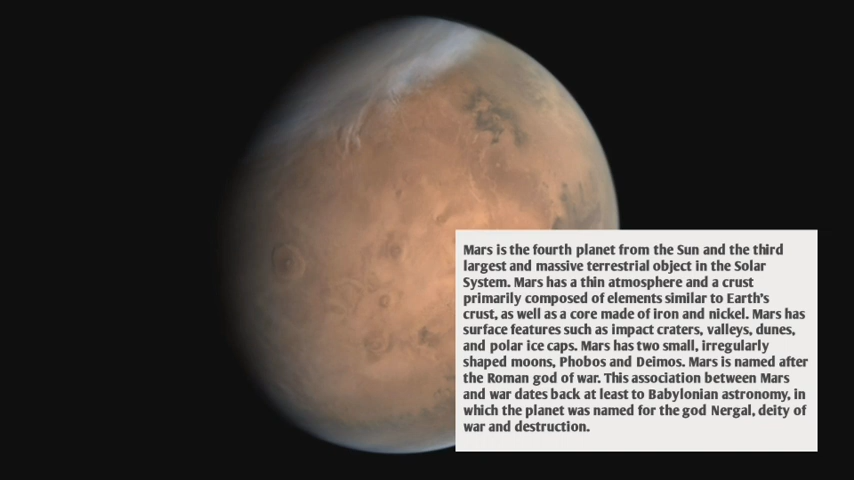 Mars is the fourth planet from the Sun and the third
largest and massive terrestrial object in the Solar
System. Mars has a thin atmosphere and a crust
primarily composed of elements similar to Earth's
crust, as well as a core made of iron and nickel. Mars has
surface features such as impact craters, valleys, dunes,
and polar ice caps. Mars has two small, irregularly
shaped moons, Phobos and Deimos. Mars is named after
the Roman god of war. This association between Mars
and war dates back at least to Babylonian astronomy, in
which the planet was named for the god Nergal, deity of
war and destruction.